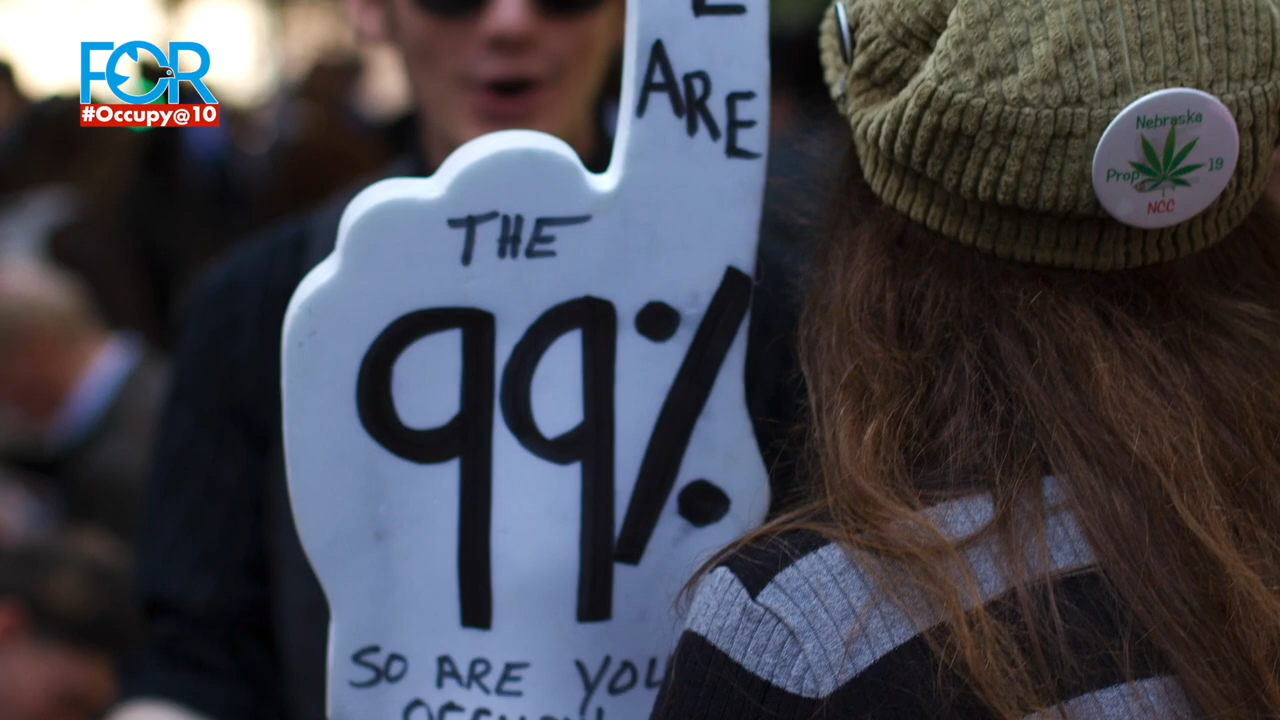 FOR
#Occupy@10
ARE
THE
99%
SO ARE YOU
Nebraska
Prop 19
NCC